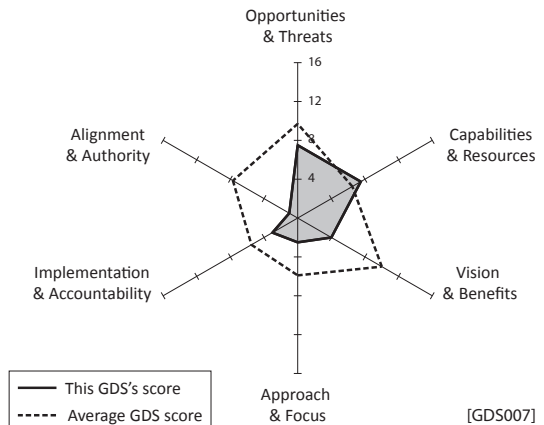 Opportunities
& Threats
16
12
8
4
Alignment
& Authority
Capabilities
& Resources
Implementation
& Accountability
Vision
& Benefits
Approach
& Focus
This GDS's score
Average GDS score
[GDS007]